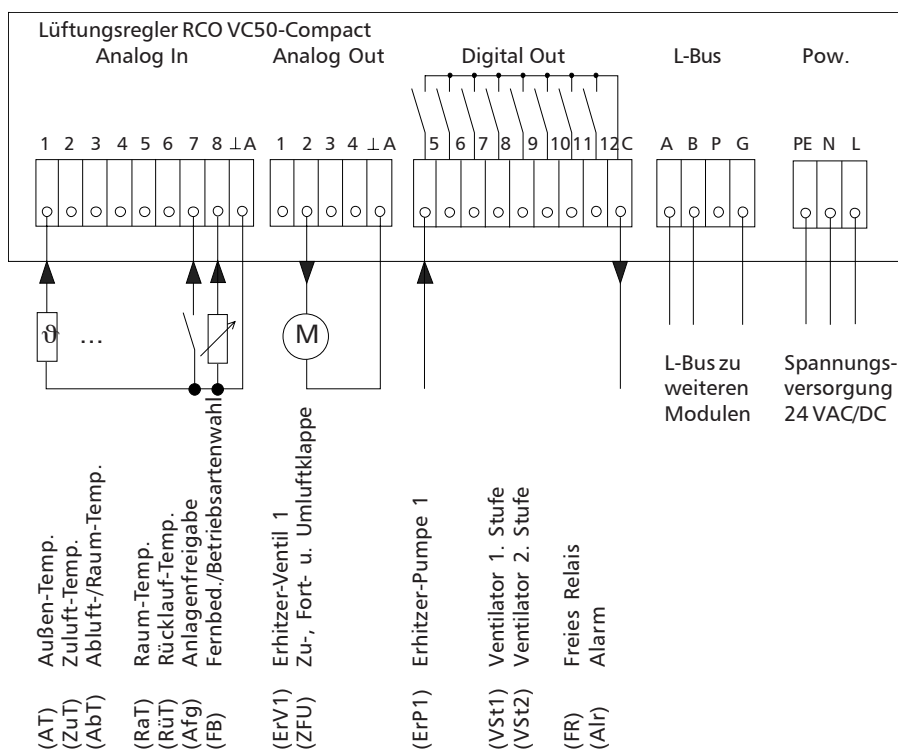 Lüftungsregler RCO VC50-Compact
Analog In
Analog Out
Digital Out
L-Bus
Pow.
1 2 3 4 5 6 7 8 ⊥A
1 2 3 4 ⊥A
5 6 7 8 9 10 11 12 C
A B P G
PE N L
ϑ ...
M
L-Bus zu
weiteren
Modulen
Spannungs-
versorgung
24 VAC/DC
(AT) Außen-Temp.
(ZuT) Zuluft-Temp.
(AbT) Abluft-/Raum-Temp.
(RaT) Raum-Temp.
(RüT) Rücklauf-Temp.
(Afg) Anlagenfreigabe
(FB) Fernbed./Betriebsartenwahl
(ErV1) Erhitzer-Ventil 1
(ZFU) Zu-, Fort- u. Umluftklappe
(ErP1) Erhitzer-Pumpe 1
(VSt1) Ventilator 1. Stufe
(VSt2) Ventilator 2. Stufe
(FR) Freies Relais
(Alr) Alarm